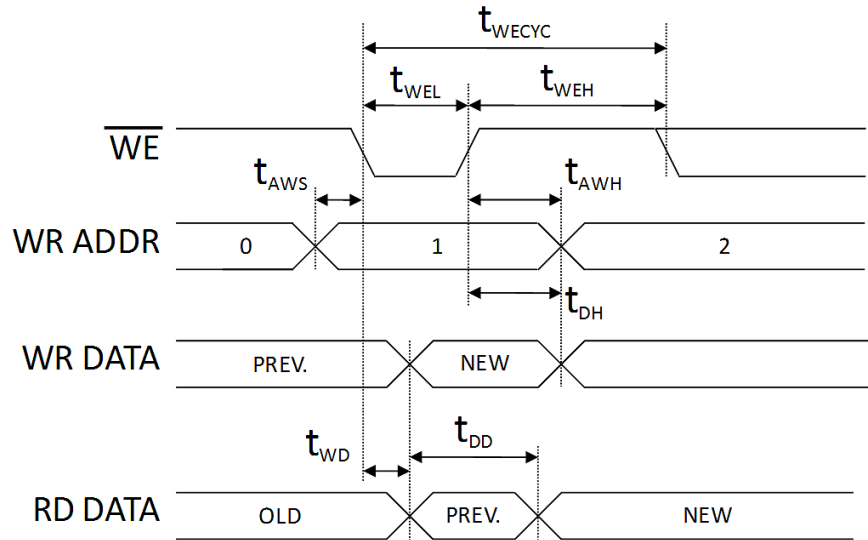 tWECYC
tWEL tWEH
WE
tAWS tAWH
WR ADDR 0 1 2
tDH
WR DATA PREV. NEW
tWD tDD
RD DATA OLD PREV. NEW